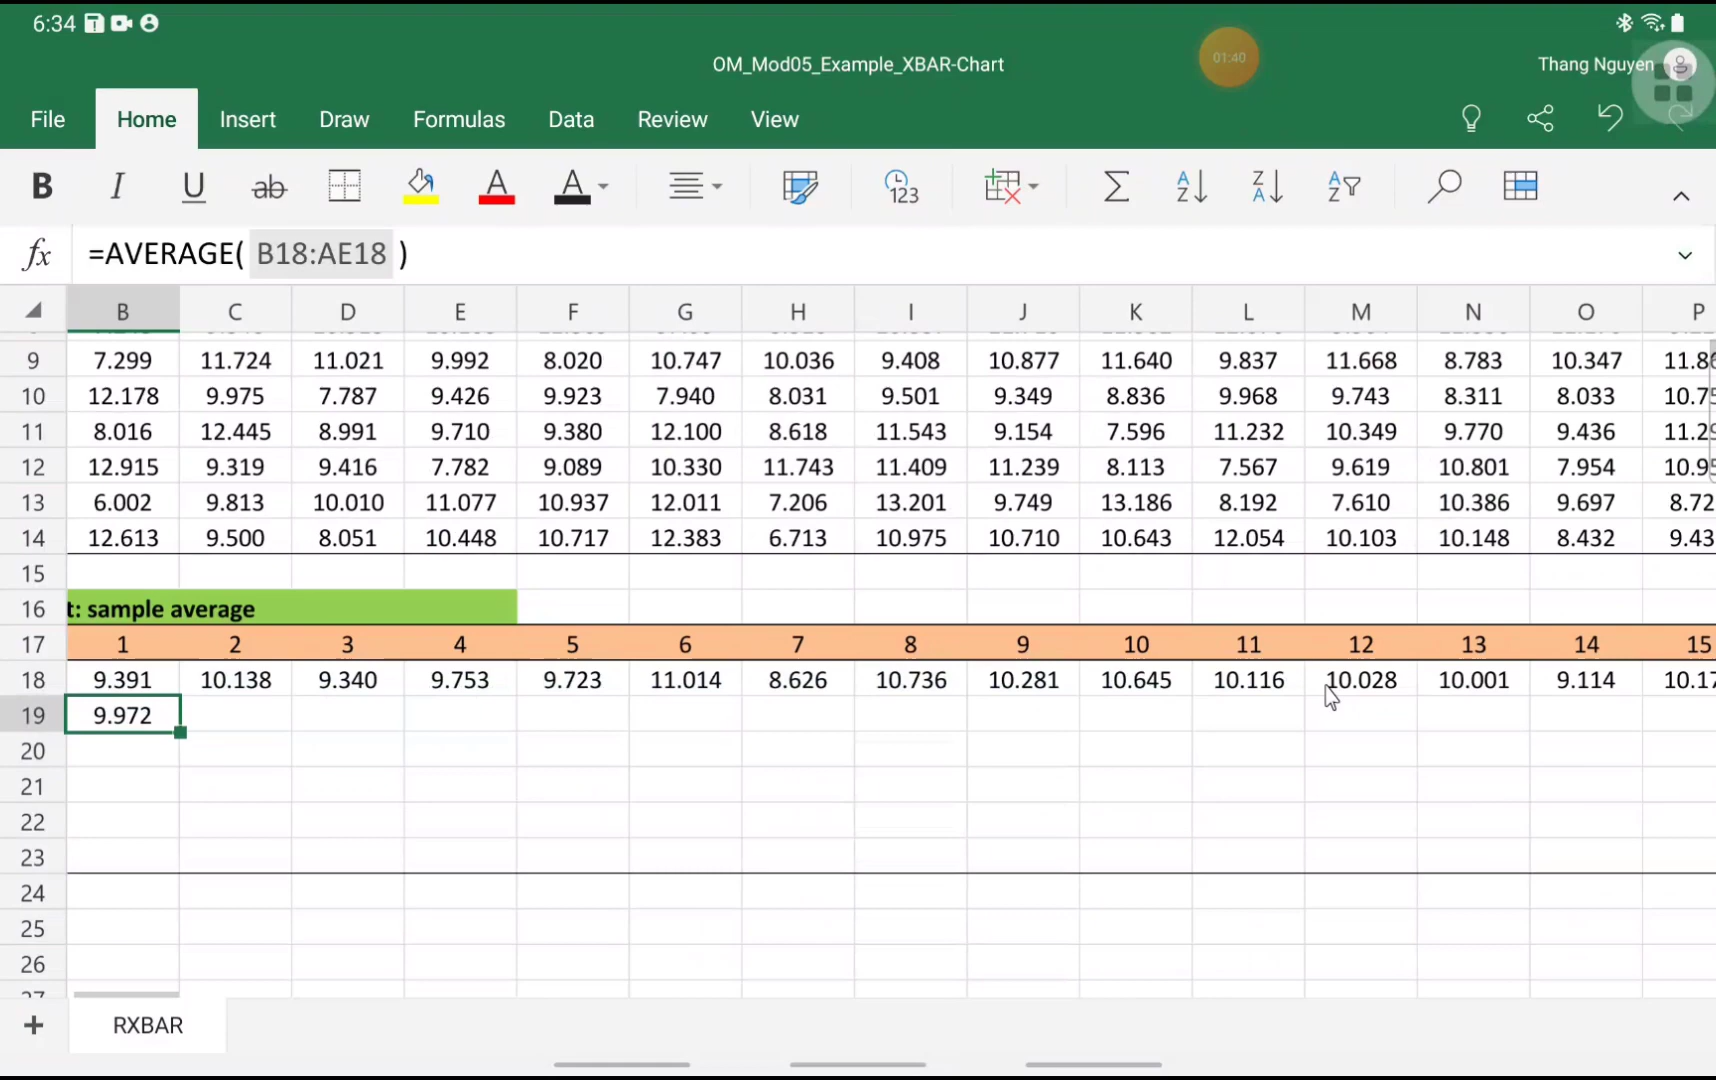 6:34
OM_Mod05_Example_XBAR-Chart
01:40
Thang Nguyen
File Home Insert Draw Formulas Data Review View
B I U ab A A 123 A Z Z A A Z
fx =AVERAGE( B18:AE18 )
B C D E F G H I J K L M N O P
9 7.299 11.724 11.021 9.992 8.020 10.747 10.036 9.408 10.877 11.640 9.837 11.668 8.783 10.347
10 12.178 9.975 7.787 9.426 9.923 7.940 8.031 9.501 9.349 8.836 9.968 9.743 8.311 8.033
11 8.016 12.445 8.991 9.710 9.380 12.100 8.618 11.543 9.154 7.596 11.232 10.349 9.770 9.436
12 12.915 9.319 9.416 7.782 9.089 10.330 11.743 11.409 11.239 8.113 7.567 9.619 10.801 7.954
13 6.002 9.813 10.010 11.077 10.937 12.011 7.206 13.201 9.749 13.186 8.192 7.610 10.386 9.697 8.72
14 12.613 9.500 8.051 10.448 10.717 12.383 6.713 10.975 10.710 10.643 12.054 10.103 10.148 8.432 9.43
15
16 t: sample average
17 1 2 3 4 5 6 7 8 9 10 11 12 13 14 15
18 9.391 10.138 9.340 9.753 9.723 11.014 8.626 10.736 10.281 10.645 10.116 10.028 10.001 9.114 10.17
19 9.972
20
21
22
23
24
25
26
+ RXBAR